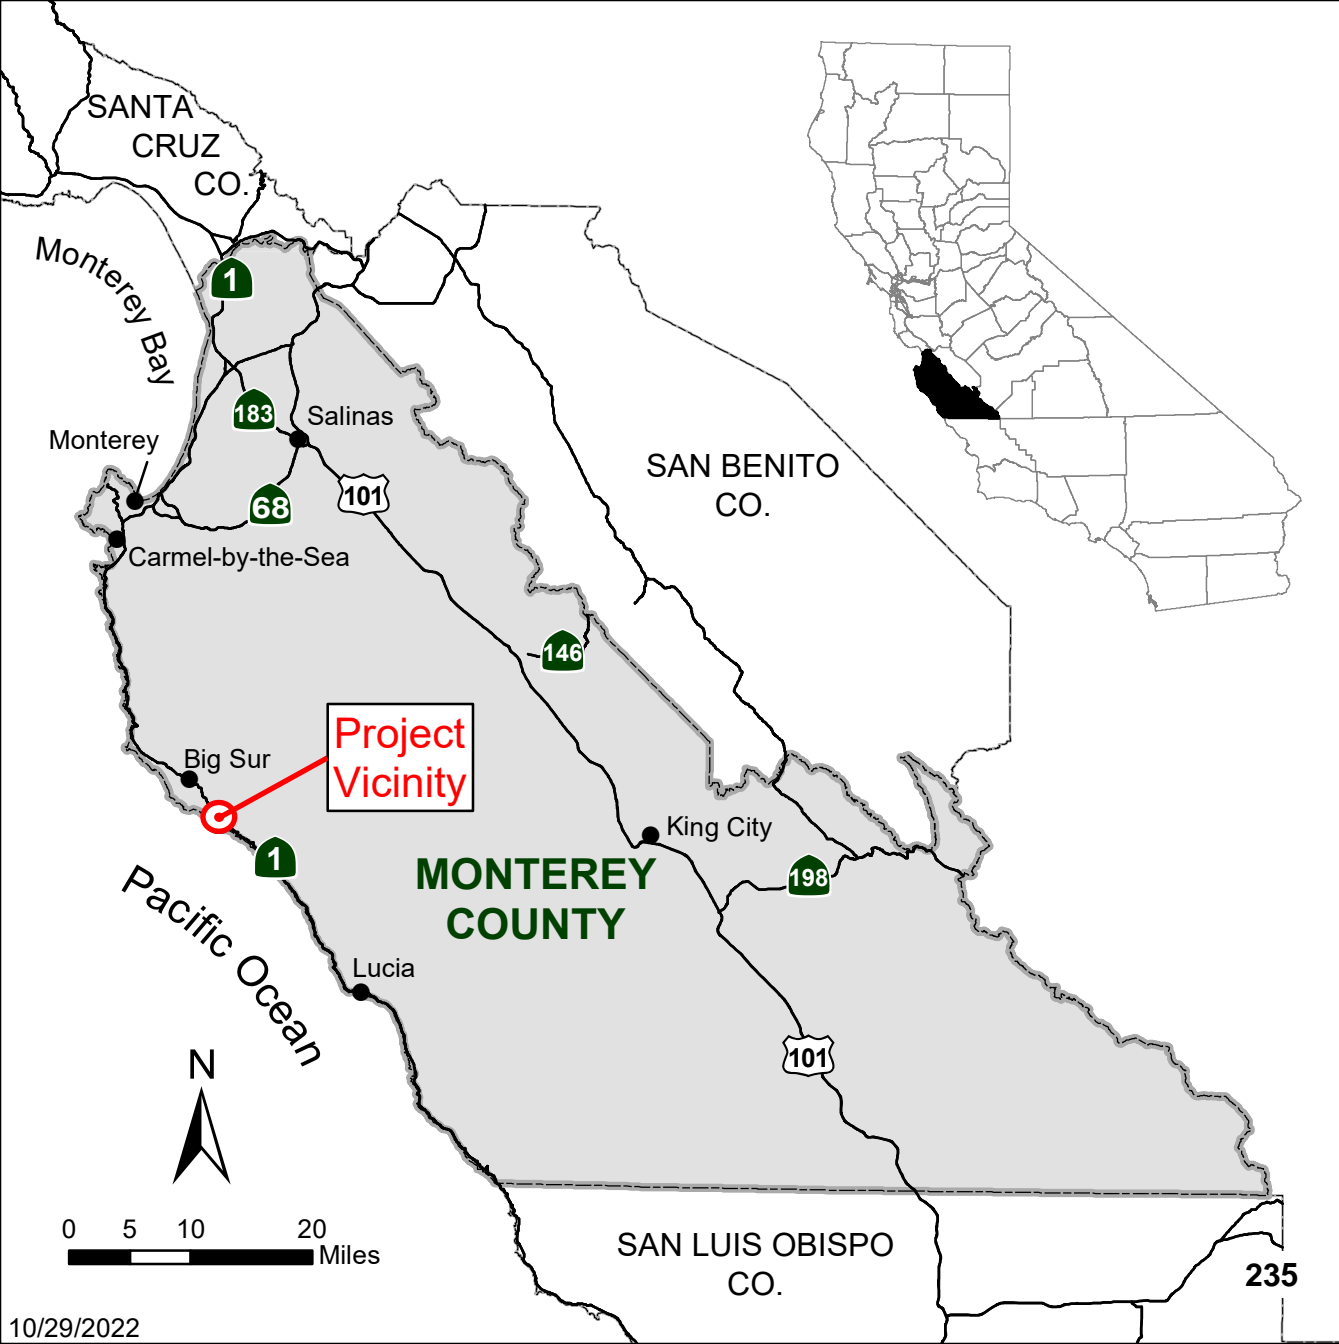 SANTA
CRUZ
CO.
Monterey Bay
1
183
Salinas
Monterey
68
101
SAN BENITO
CO.
Carmel-by-the-Sea
146
Project
Vicinity
Big Sur
King City
1
MONTEREY
COUNTY
198
Pacific Ocean
Lucia
N
101
0 5 10 20
Miles
SAN LUIS OBISPO
CO.
235
10/29/2022